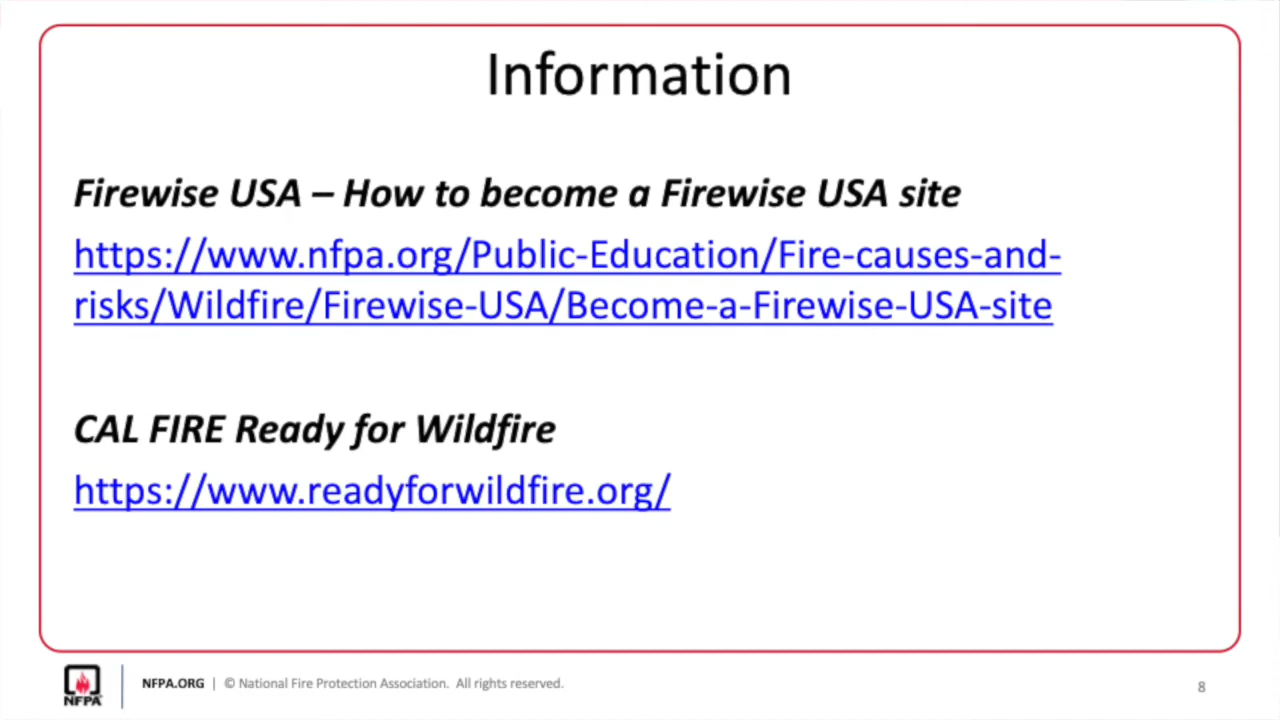 Information
Firewise USA – How to become a Firewise USA site
https://www.nfpa.org/Public-Education/Fire-causes-and-
risks/Wildfire/Firewise-USA/Become-a-Firewise-USA-site
CAL FIRE Ready for Wildfire
https://www.readyforwildfire.org/
NFPA
NFPA.ORG | © National Fire Protection Association. All rights reserved.
8